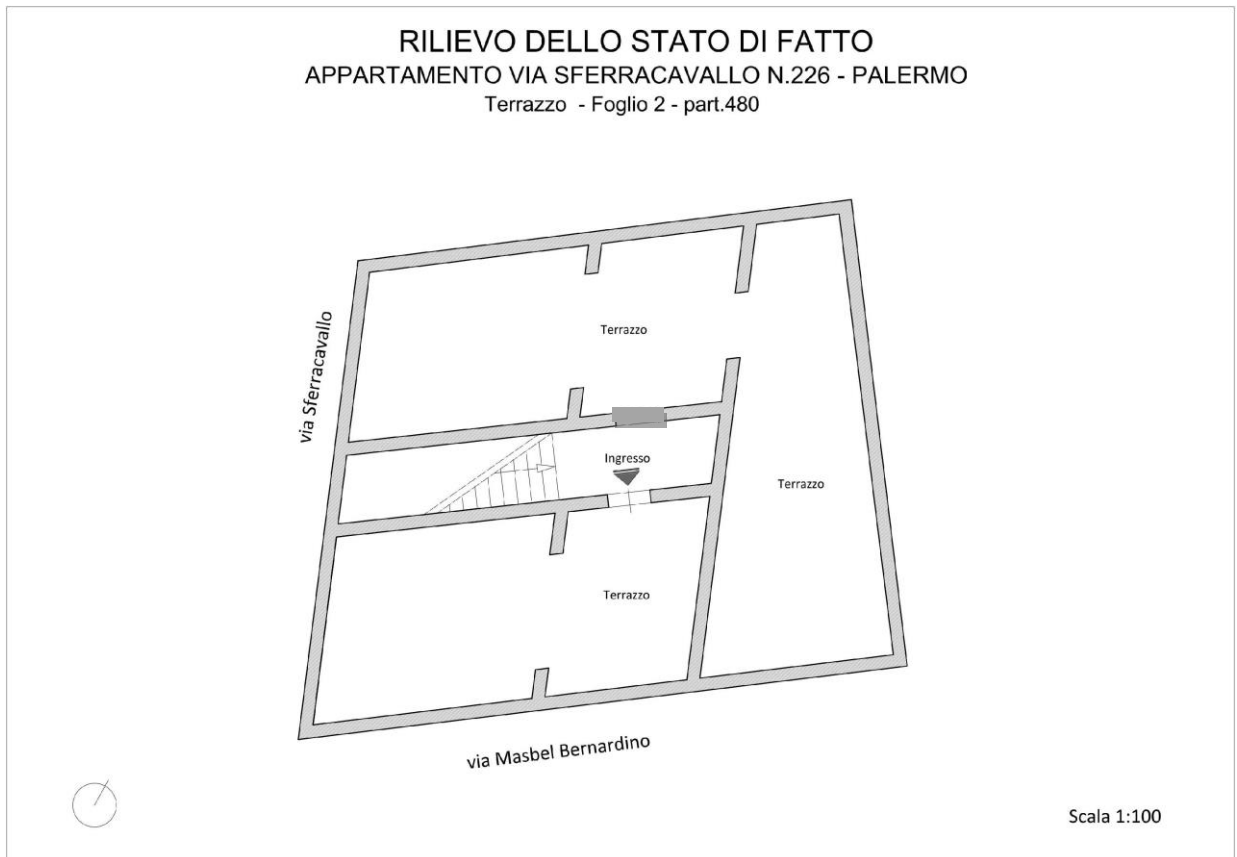 RILIEVO DELLO STATO DI FATTO
APPARTAMENTO VIA SFERRACAVALLO N.226 - PALERMO
Terrazzo - Foglio 2 - part.480
Terrazzo
via Sferracavallo
Ingresso
Terrazzo
Terrazzo
via Masbel Bernardino
Scala 1:100